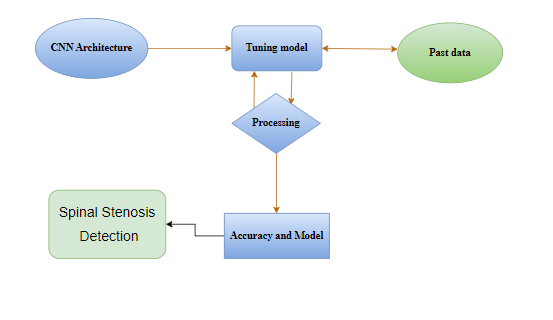 CNN Architecture
Tuning model
Past data
Processing
Spinal Stenosis
Detection
Accuracy and Model